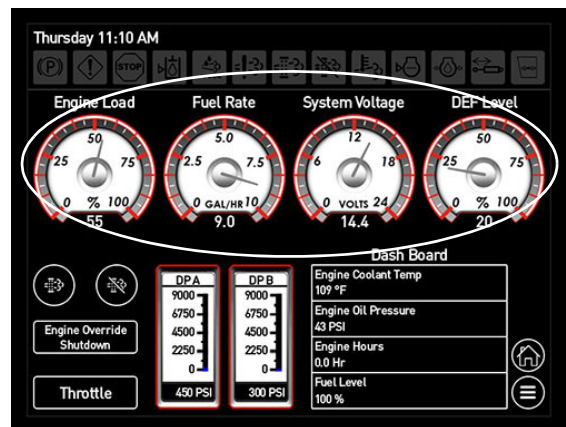 Thursday 11:10 AM
(P) STOP
Engine Load Fuel Rate System Voltage DEF Level
50 5.0 12 50
25 75 2.5 7.5 6 18 25 75
0 % 100 0 GAL/HR 10 0 VOLTS 24 0 % 100
55 9.0 14.4 20
Dash Board
DP A DP B
Engine Coolant Temp
109 °F
9000 9000
6750 6750
Engine Oil Pressure
43 PSI
Engine Override
Shutdown
4500 4500
2250 2250
Engine Hours
0.0 Hr
0 0
Throttle
450 PSI 300 PSI
Fuel Level
100 %